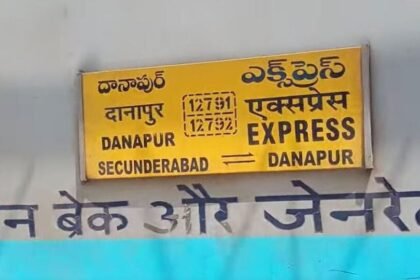 దానాపుర్ ఎక్స్‌ప్రెస్
दानापुर 12791 एक्सप्रेस
DANAPUR 12792 EXPRESS
SECUNDERABAD ⇌ DANAPUR
न ब्रेक और जेनरे